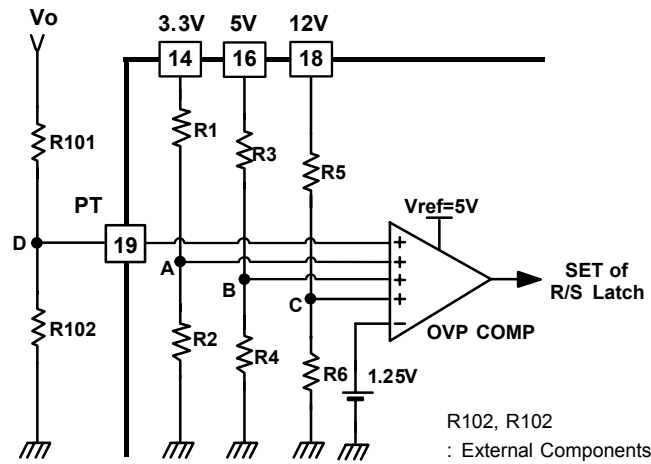 Vo
3.3V 5V 12V
14 16 18
R101
R1
R3
R5
PT
Vref=5V
D
19
+
A
+
B
+
C
+
−
SET of
R/S Latch
OVP COMP
R102
R2
R4
R6
1.25V
R102, R102
: External Components